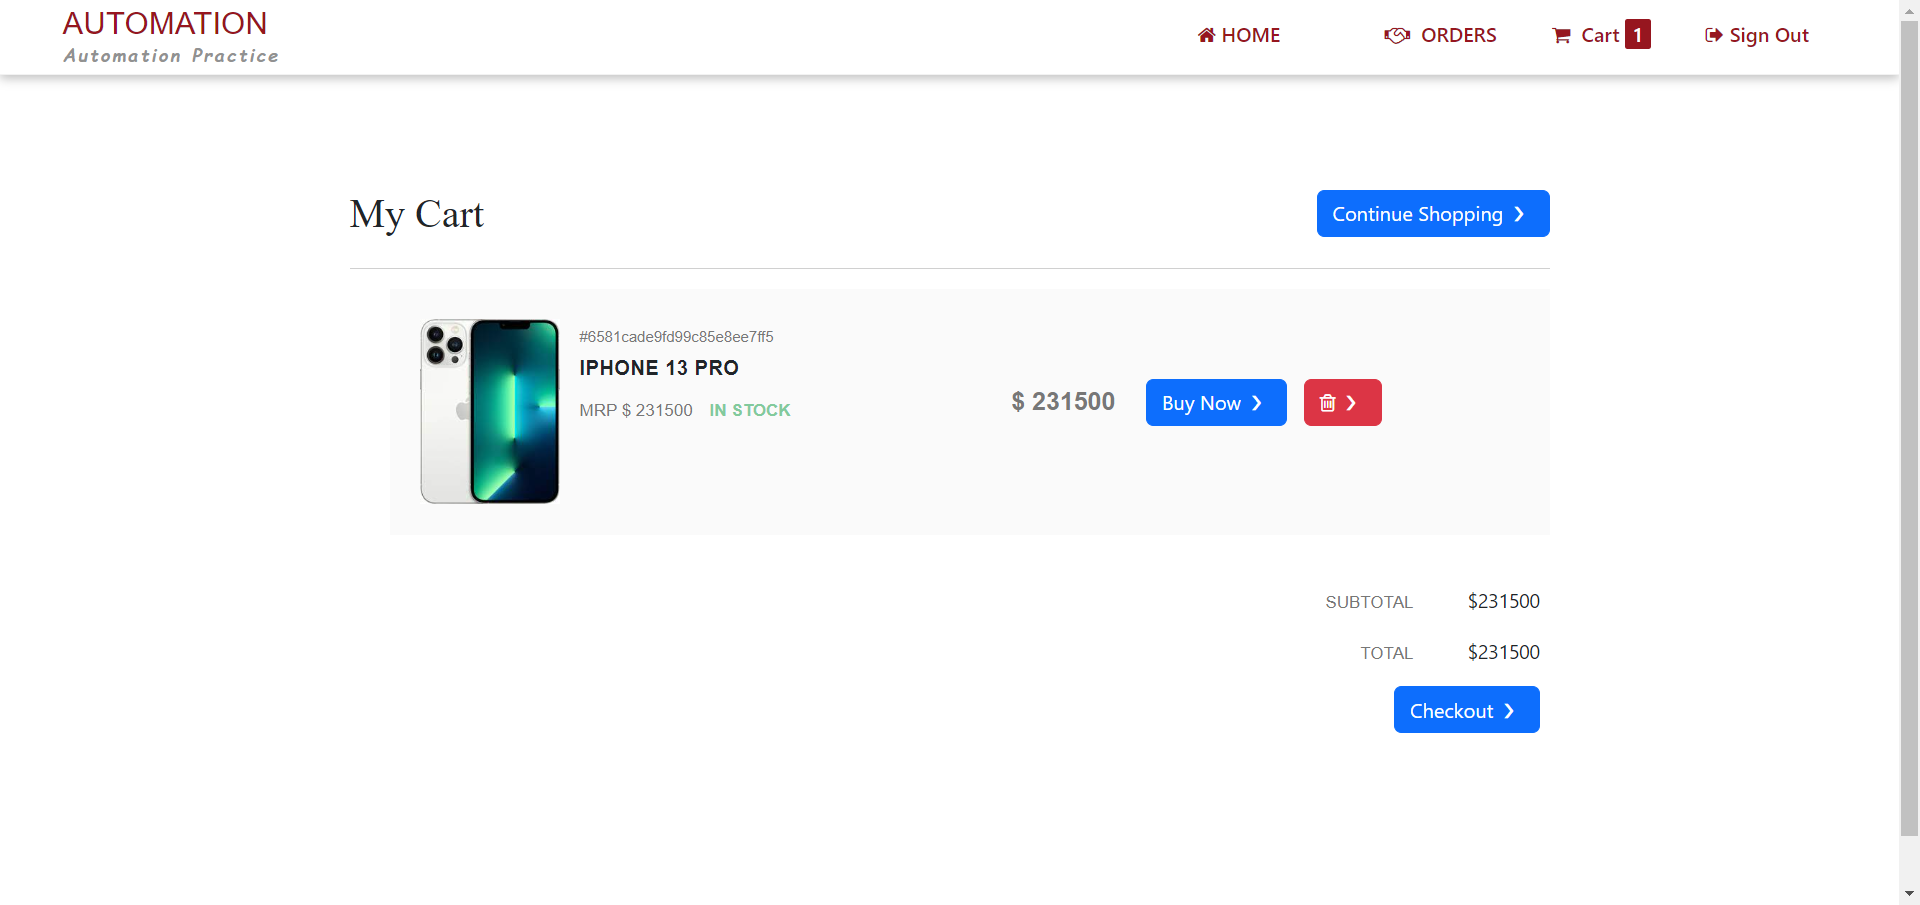 AUTOMATION
Automation Practice
HOME
ORDERS
Cart 1
Sign Out
My Cart
Continue Shopping
#6581cade9fd99c85e8ee7ff5
IPHONE 13 PRO
MRP $ 231500 IN STOCK
$ 231500
Buy Now
SUBTOTAL $231500
TOTAL $231500
Checkout